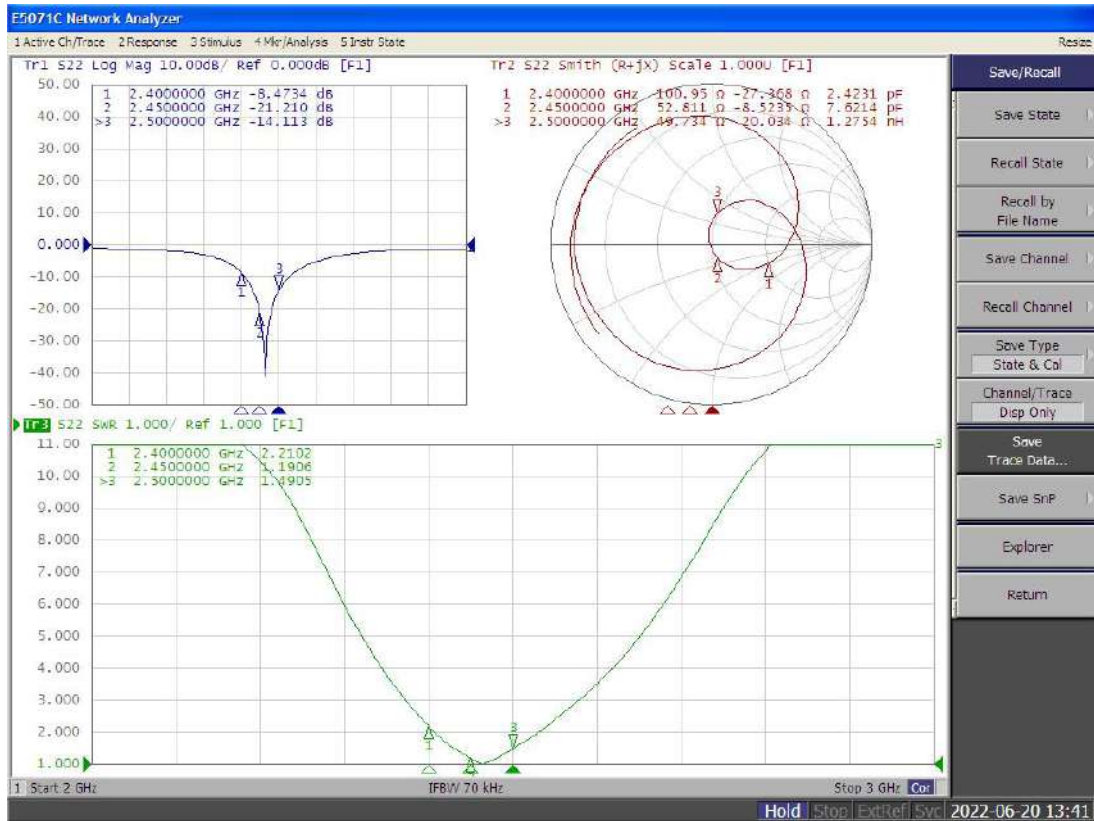 E5071C Network Analyzer
1 Active Ch/Trace 2 Response 3 Stimulus 4 Mkr/Analysis 5 Instr State
Resize
Tr1 S22 Log Mag 10.00dB/ Ref 0.000dB [F1]
50.00
40.00
30.00
20.00
10.00
0.000
-10.00
-20.00
-30.00
-40.00
-50.00
1 2.4000000 GHz -8.4734 dB
2 2.4500000 GHz -21.210 dB
>3 2.5000000 GHz -14.113 dB
1
2
3
Tr2 S22 Smith (R+jX) Scale 1.000U [F1]
1 2.4000000 GHz 100.95 Ω -27.368 Ω 2.4231 pF
2 2.4500000 GHz 52.811 Ω -8.5235 Ω 7.6214 pF
>3 2.5000000 GHz 49.734 Ω 20.034 Ω 1.2754 nH
3
2
1
Tr3 S22 SWR 1.000/ Ref 1.000 [F1]
11.00
10.00
9.000
8.000
7.000
6.000
5.000
4.000
3.000
2.000
1.000
1 2.4000000 GHz 2.2102
2 2.4500000 GHz 1.1906
>3 2.5000000 GHz 1.4905
3
1
3
1 Start 2 GHz
IFBW 70 kHz
Stop 3 GHz Cor
Save/Recall
Save State
Recall State
Recall by
File Name
Save Channel
Recall Channel
Save Type
State & Cal
Channel/Trace
Disp Only
Save
Trace Data...
Save SnP
Explorer
Return
Hold Stop ExtRef Svc 2022-06-20 13:41